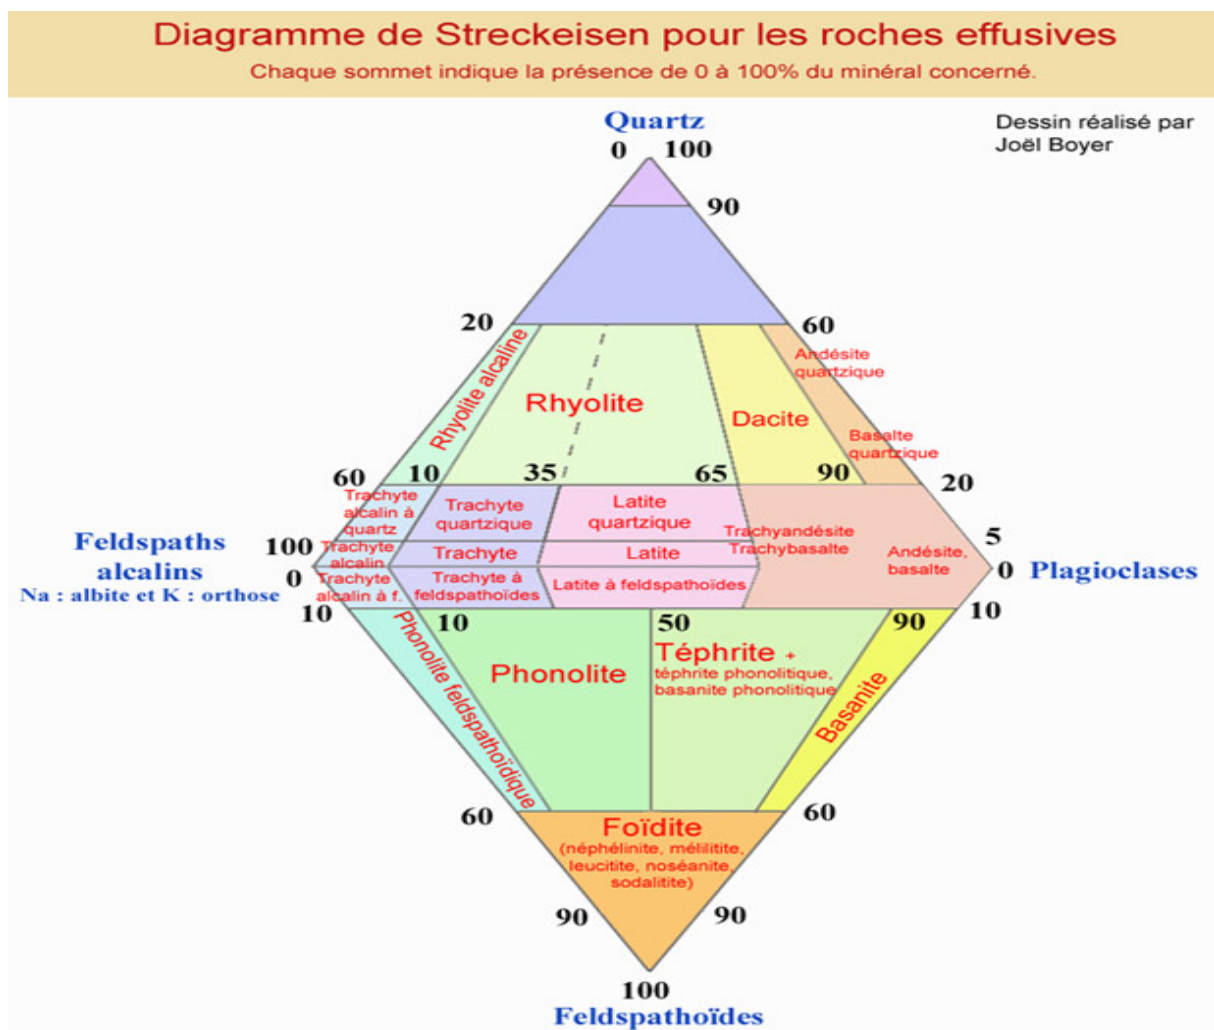 Diagramme de Streckeisen pour les roches effusives
Chaque sommet indique la présence de 0 à 100% du minéral concerné.
Dessin réalisé par
Joël Boyer
Quartz
0 100
90
20
60
Rhyolite alcaline
Rhyolite
Dacite
Andésite
quartzique
Basalte
quartzique
60 10 35 65 90 20
Trachyte
alcalin à
quartz
Trachyte
quartzique
Latite
quartzique
Trachyandésite
Trachybasalte
Andésite,
basalte
5
100
0
Feldspaths
alcalins
Na : albite et K : orthose
Trachyte
alcalin
Trachyte
Latite
0 Plagioclases
Trachyte
alcalin à f.
Trachyte à
feldspathoïdes
Latite à feldspathoïdes
10 10 50 90 10
Phonolite feldspathoïdique
Phonolite
Téphrite +
téphrite phonolitique,
basanite phonolitique
Basanite
60
60
Foïdite
(néphélinite, mélilitite,
leucitite, noséanite,
sodalitite)
90 90
100
Feldspathoïdes